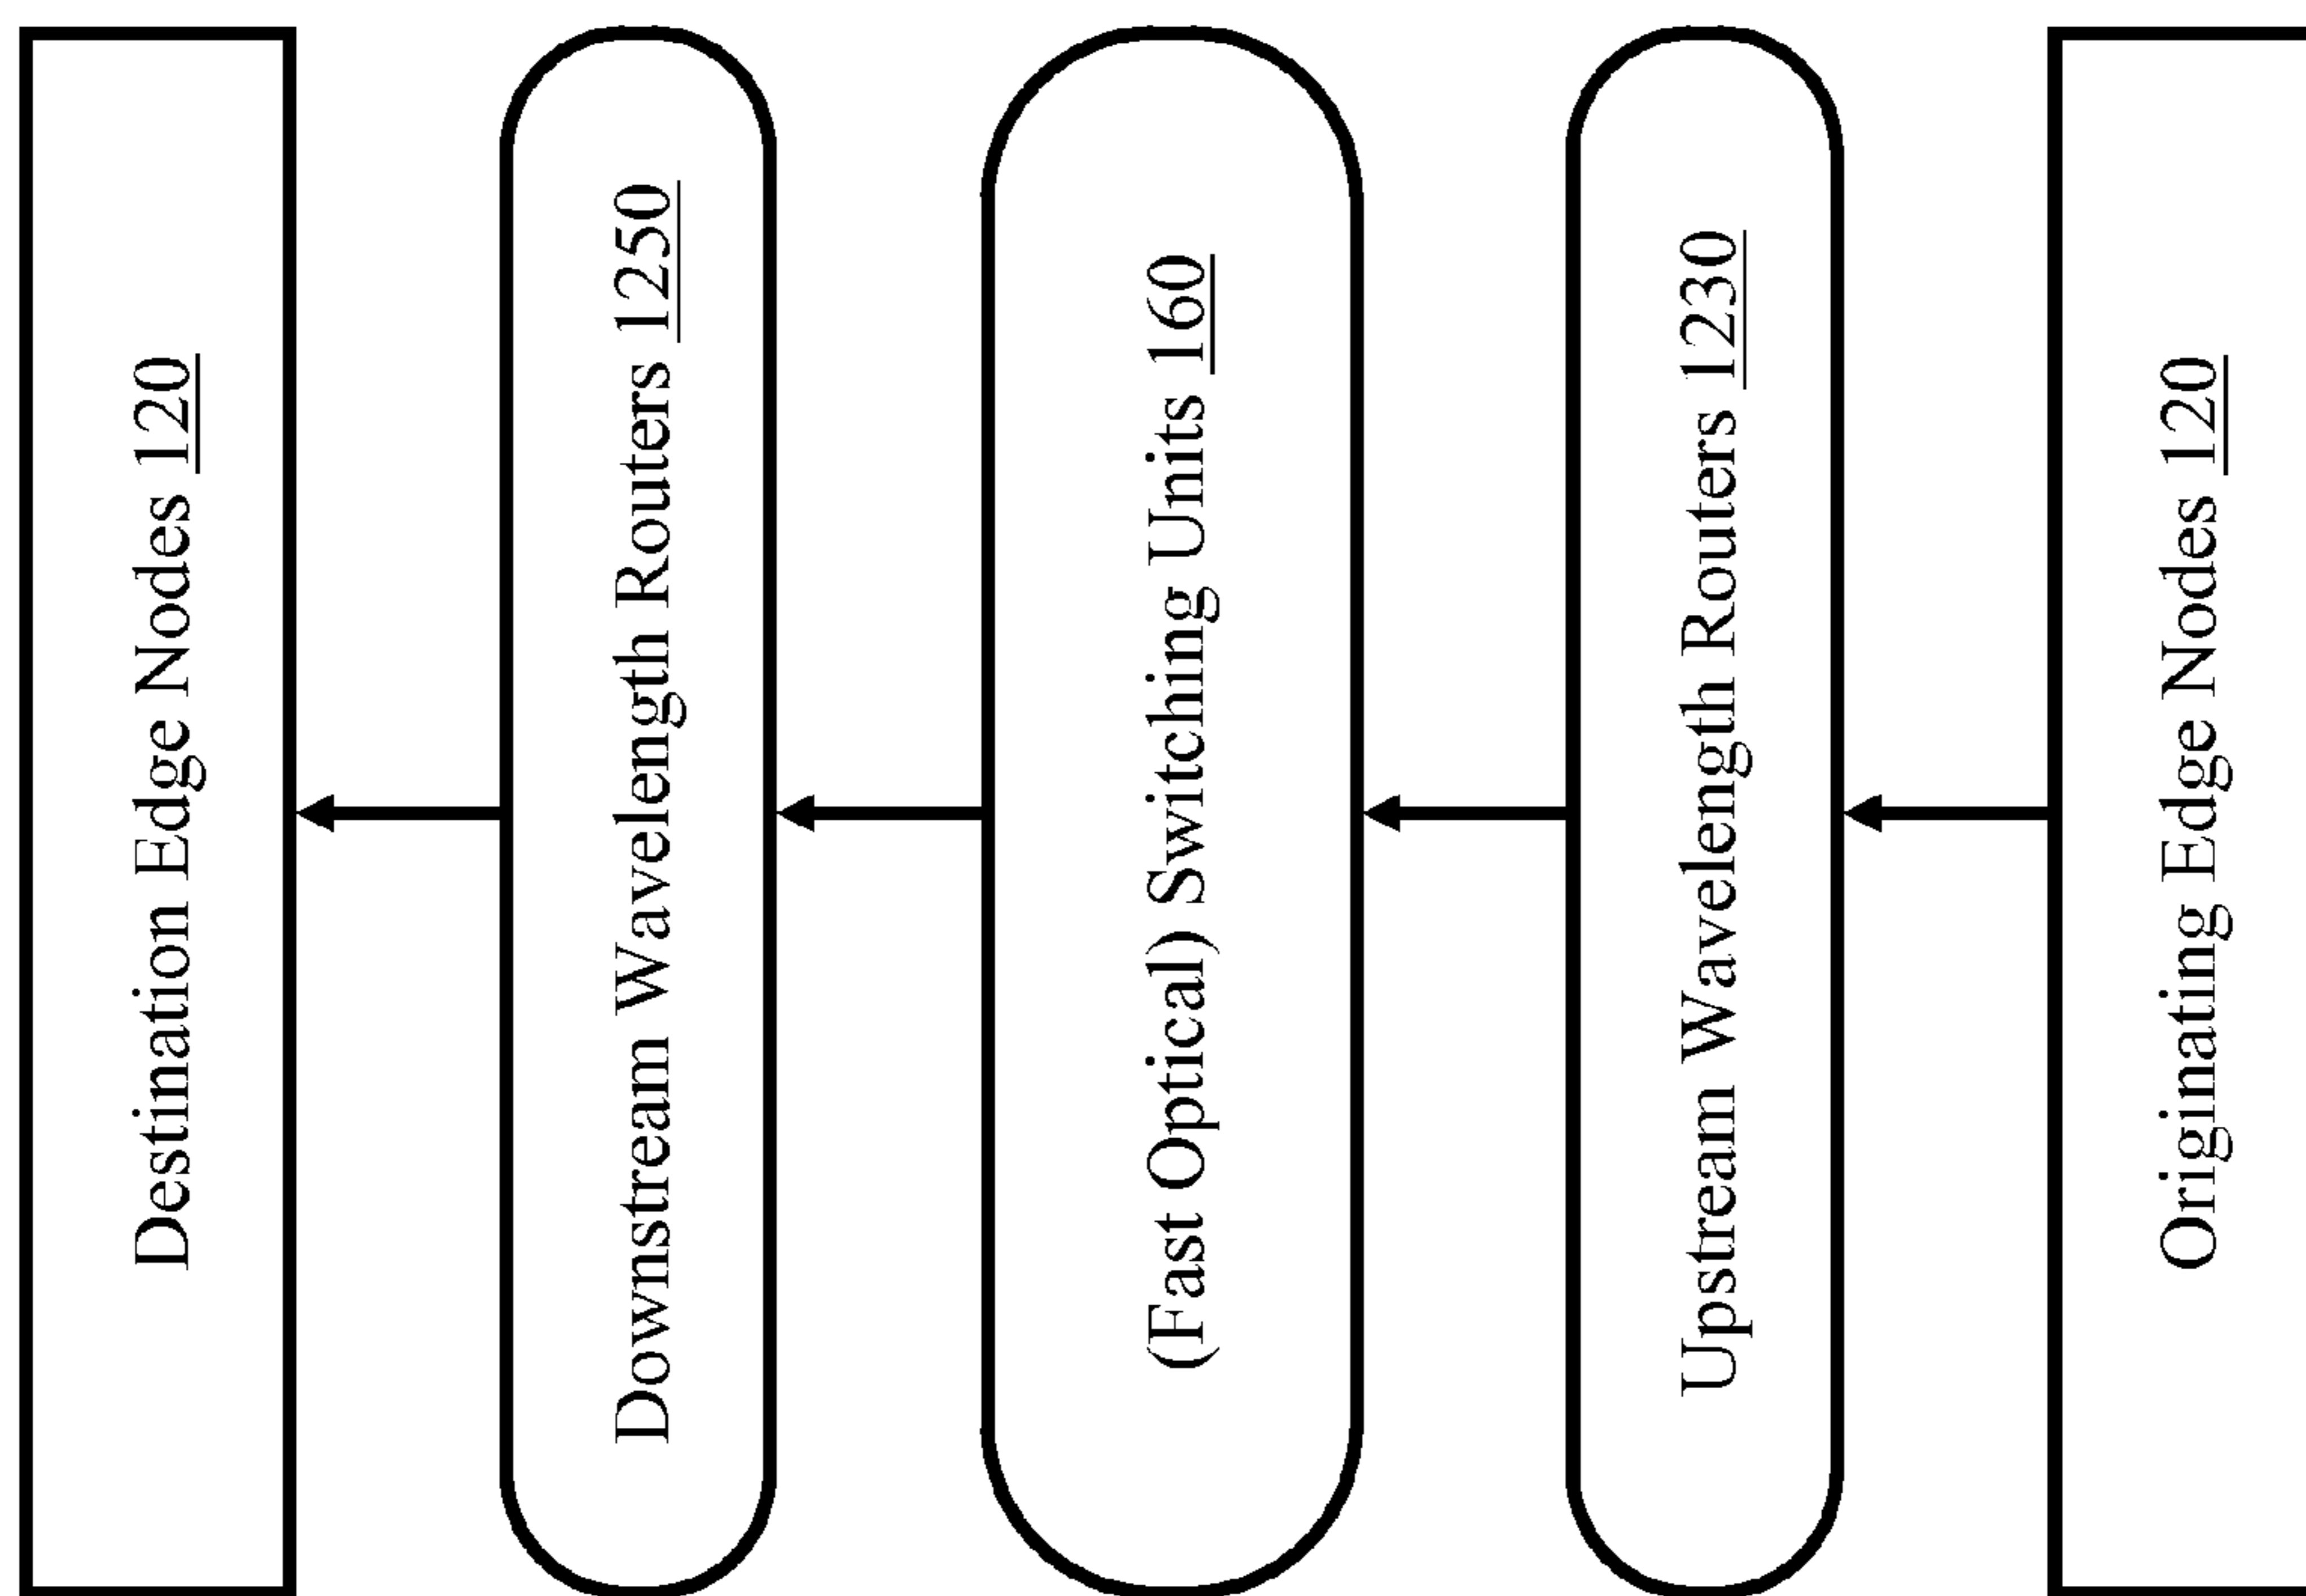 Destination Edge Nodes 120
Downstream Wavelength Routers 1250
(Fast Optical) Switching Units 160
Upstream Wavelength Routers 1230
Originating Edge Nodes 120